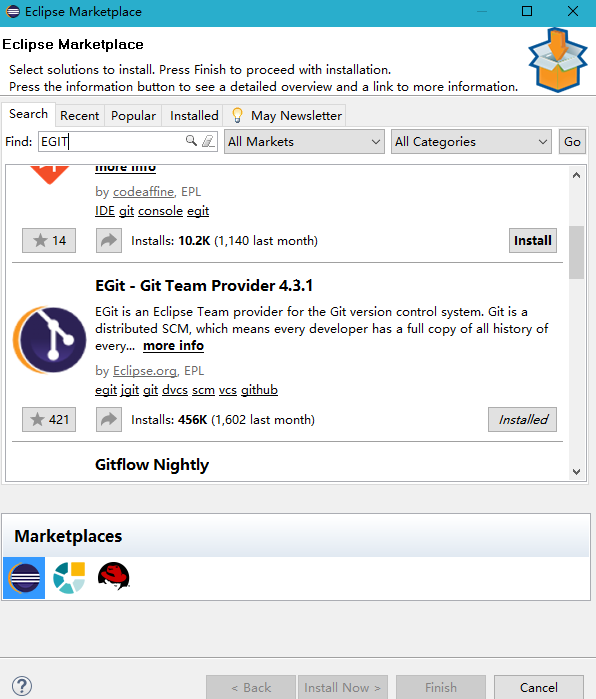 Eclipse Marketplace
Eclipse Marketplace
Select solutions to install. Press Finish to proceed with installation.
Press the information button to see a detailed overview and a link to more information.
Search Recent Popular Installed May Newsletter
Find: EGIT All Markets All Categories Go
more info
by codeaffine, EPL
IDE git console egit
14 Installs: 10.2K (1,140 last month) Install
EGit - Git Team Provider 4.3.1
EGit is an Eclipse Team provider for the Git version control system. Git is a
distributed SCM, which means every developer has a full copy of all history of
every... more info
by Eclipse.org, EPL
egit jgit git dvcs scm vcs github
421 Installs: 456K (1,602 last month) Installed
Gitflow Nightly
Marketplaces
? < Back Install Now > Finish Cancel